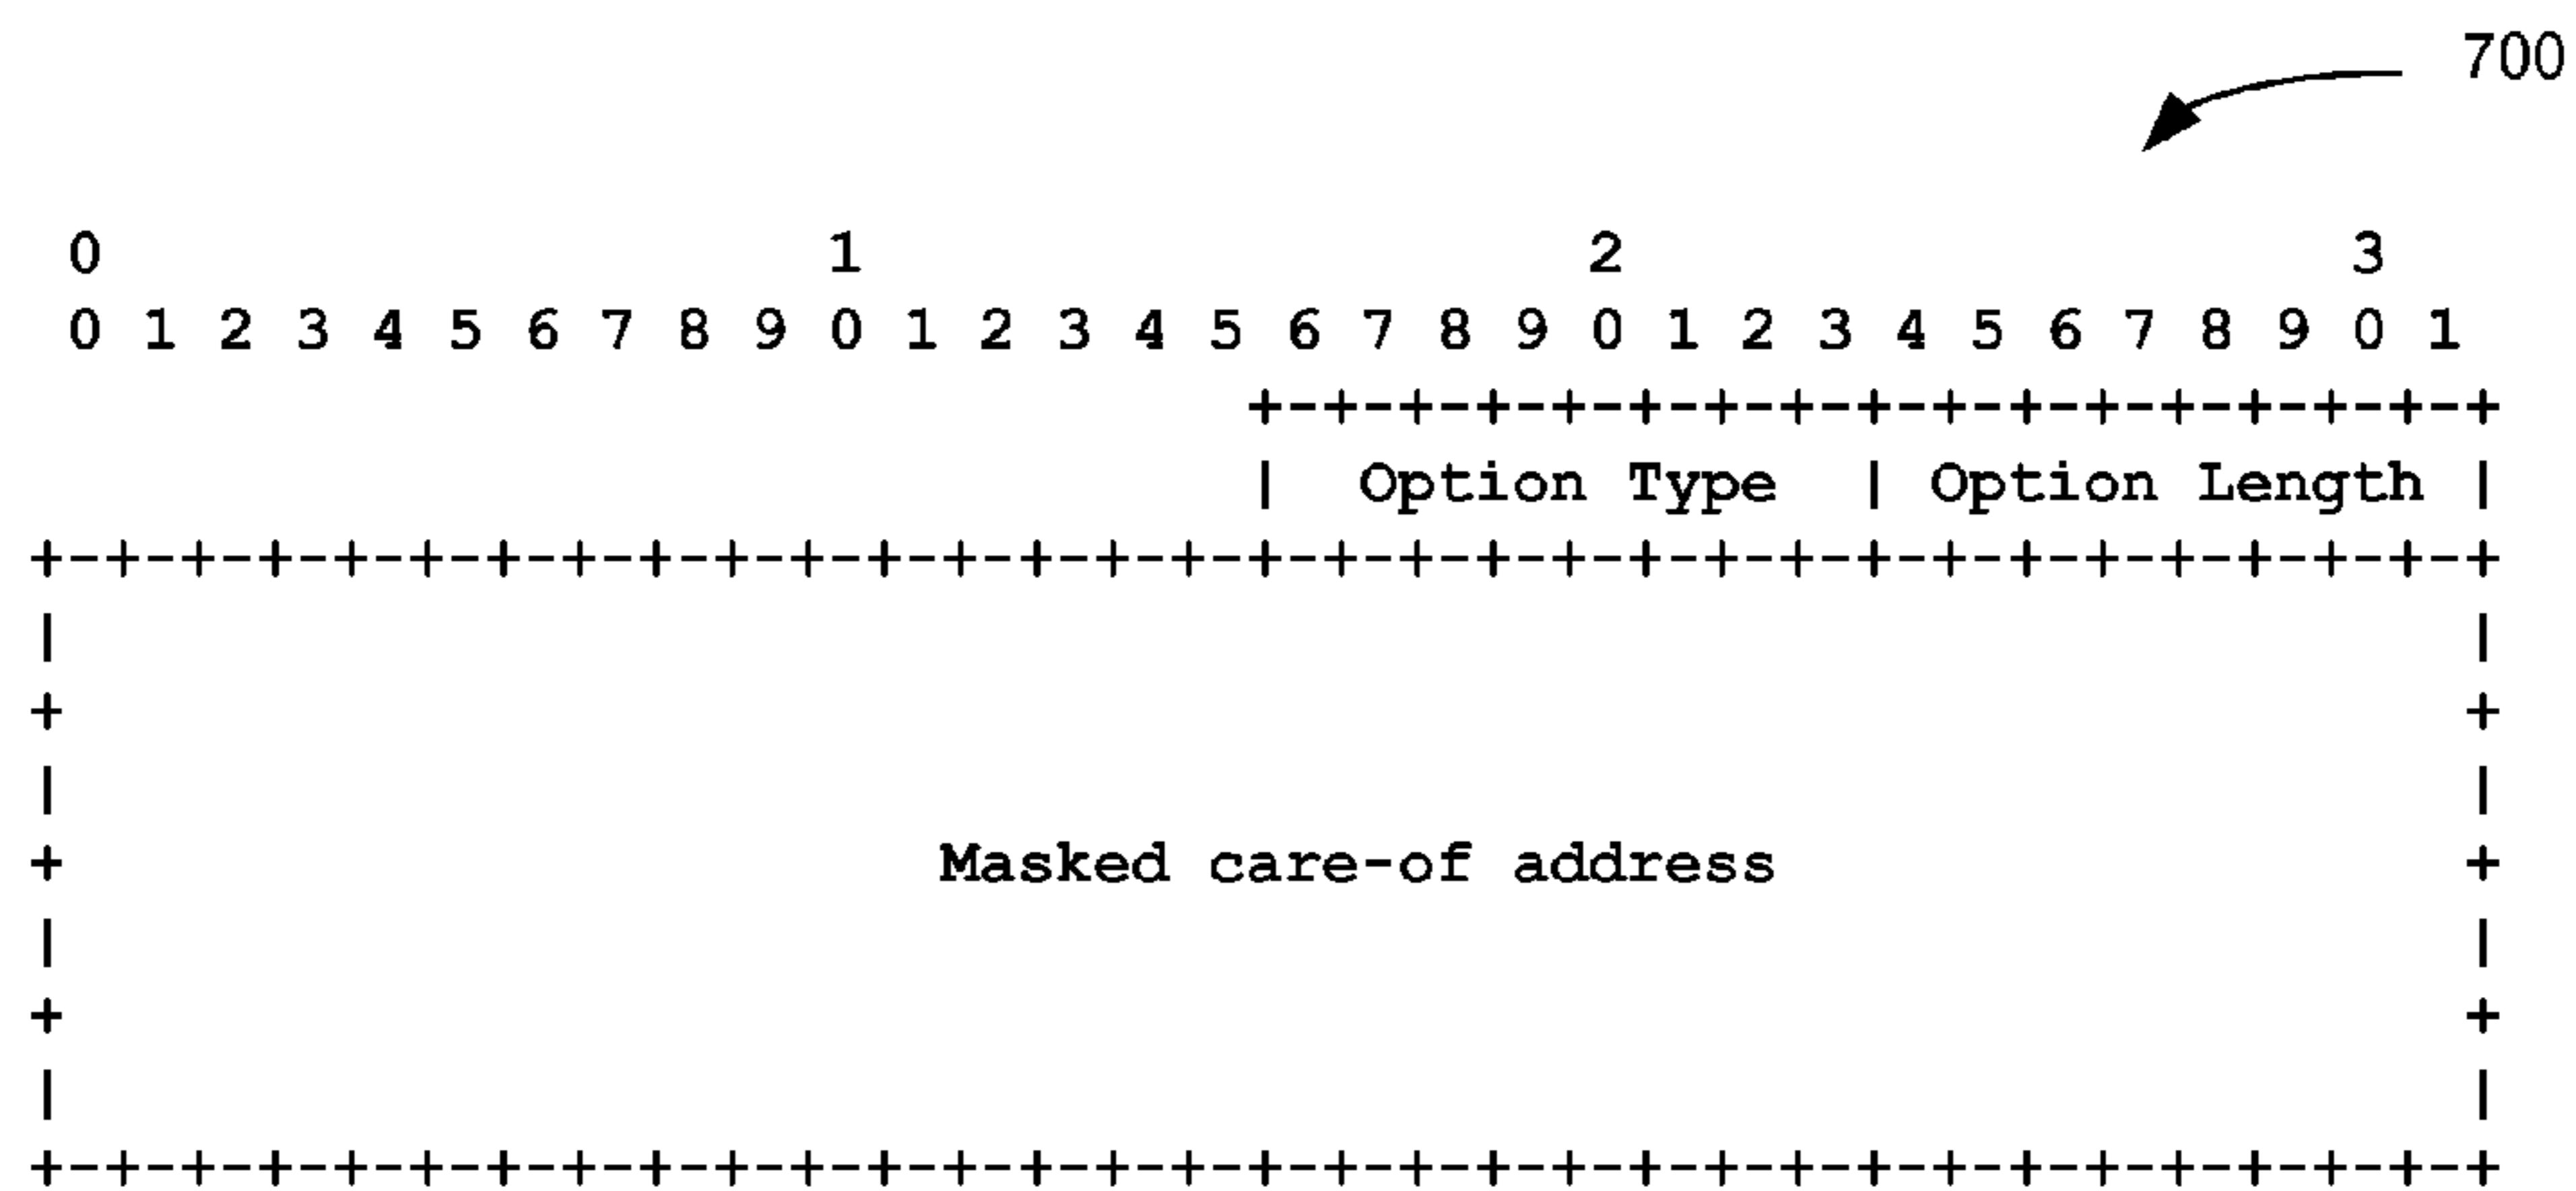 700
0 1 2 3
0 1 2 3 4 5 6 7 8 9 0 1 2 3 4 5 6 7 8 9 0 1 2 3 4 5 6 7 8 9 0 1
+-+-+-+-+-+-+-+-+-+-+-+-+-+-+-+-+
| Option Type | Option Length |
+-+-+-+-+-+-+-+-+-+-+-+-+-+-+-+-+-+-+-+-+-+-+-+-+-+-+-+-+-+-+-+-+
| |
+ +
| |
+ Masked care-of address +
| |
+ +
| |
+-+-+-+-+-+-+-+-+-+-+-+-+-+-+-+-+-+-+-+-+-+-+-+-+-+-+-+-+-+-+-+-+